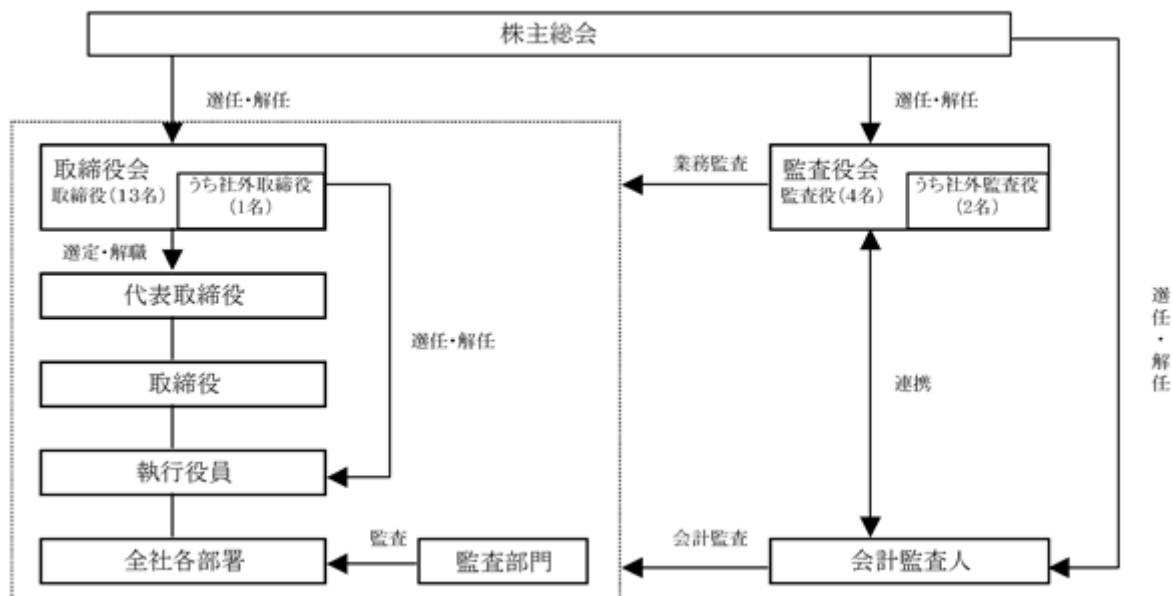 株主総会
選任・解任
選任・解任
取締役会
取締役(13名)
うち社外取締役
(1名)
業務監査
監査役会
監査役(4名)
うち社外監査役
(2名)
選定・解職
代表取締役
選任・解任
選任・解任
取締役
連携
執行役員
全社各部署
監査
監査部門
会計監査
会計監査人